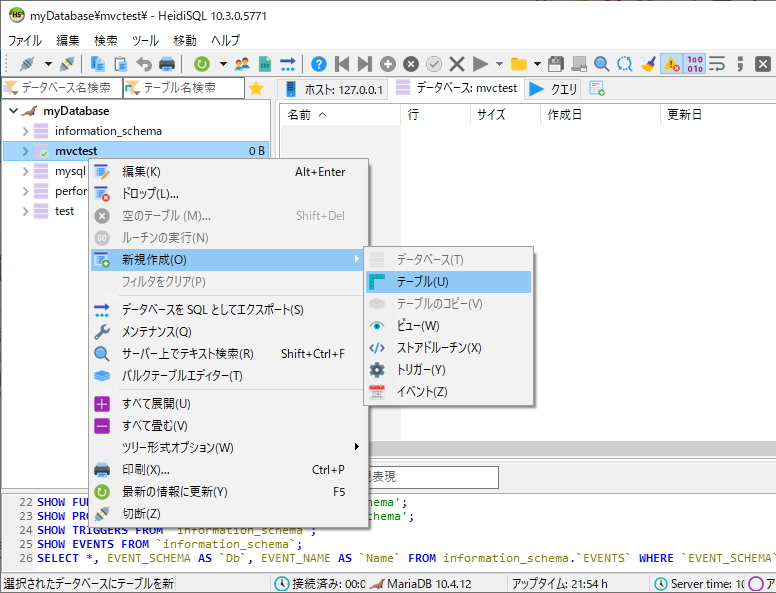 myDatabase¥mvctest¥ - HeidiSQL 10.3.0.5771
ファイル 編集 検索 ツール 移動 ヘルプ
データベース名検索 テーブル名検索 ホスト: 127.0.0.1 データベース: mvctest クエリ
myDatabase
information_schema
mvctest 0 B
mysql
perfor
test
名前 行 サイズ 作成日 更新日
編集(K) Alt+Enter
ドロップ(L)...
空のテーブル (M)... Shift+Del
ルーチンの実行(N)
新規作成(O)
フィルタをクリア(P)
データベースを SQL としてエクスポート(S)
メンテナンス(Q)
サーバー上でテキスト検索(R) Shift+Ctrl+F
バルクテーブルエディター(T)
すべて展開(U)
すべて畳む(V)
ツリー形式オプション(W)
印刷(X)... Ctrl+P
最新の情報に更新(Y) F5
切断(Z)
データベース(T)
テーブル(U)
テーブルのコピー(V)
ビュー(W)
ストアドルーチン(X)
トリガー(Y)
イベント(Z)
表現
22 SHOW FU hema';
23 SHOW PR chema';
24 SHOW TRIGGERS FROM `information_schema`;
25 SHOW EVENTS FROM `information_schema`;
26 SELECT *, EVENT_SCHEMA AS `Db`, EVENT_NAME AS `Name` FROM information_schema.`EVENTS` WHERE `EVENT_SCHEMA`
選択されたデータベースにテーブルを新 接続済み: 00:0 MariaDB 10.4.12 アップタイム: 21:54 h Server time: 10 ア